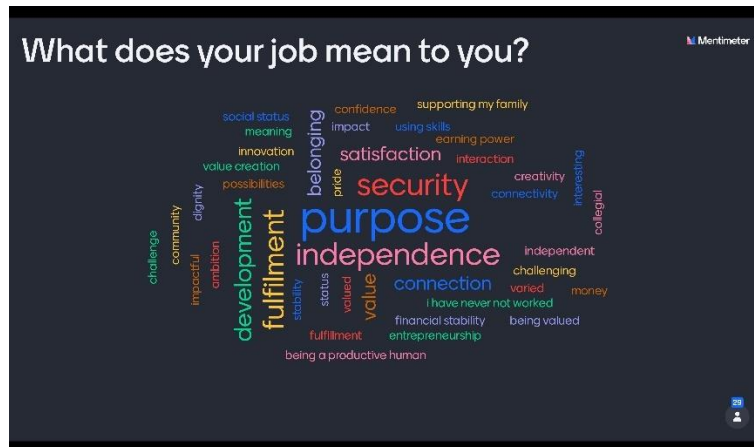 What does your job mean to you?
Mentimeter
social status
confidence
supporting my family
meaning
belonging
impact
using skills
earning power
innovation
satisfaction
interaction
value creation
possibilities
pride
security
creativity
interesting
connectivity
collegial
dignity
community
challenge
purpose
development
fulfilment
independence
independent
impactful
ambition
challenging
stability
status
valued
value
connection
varied
money
i have never not worked
financial stability
being valued
fulfillment
entrepreneurship
being a productive human
29